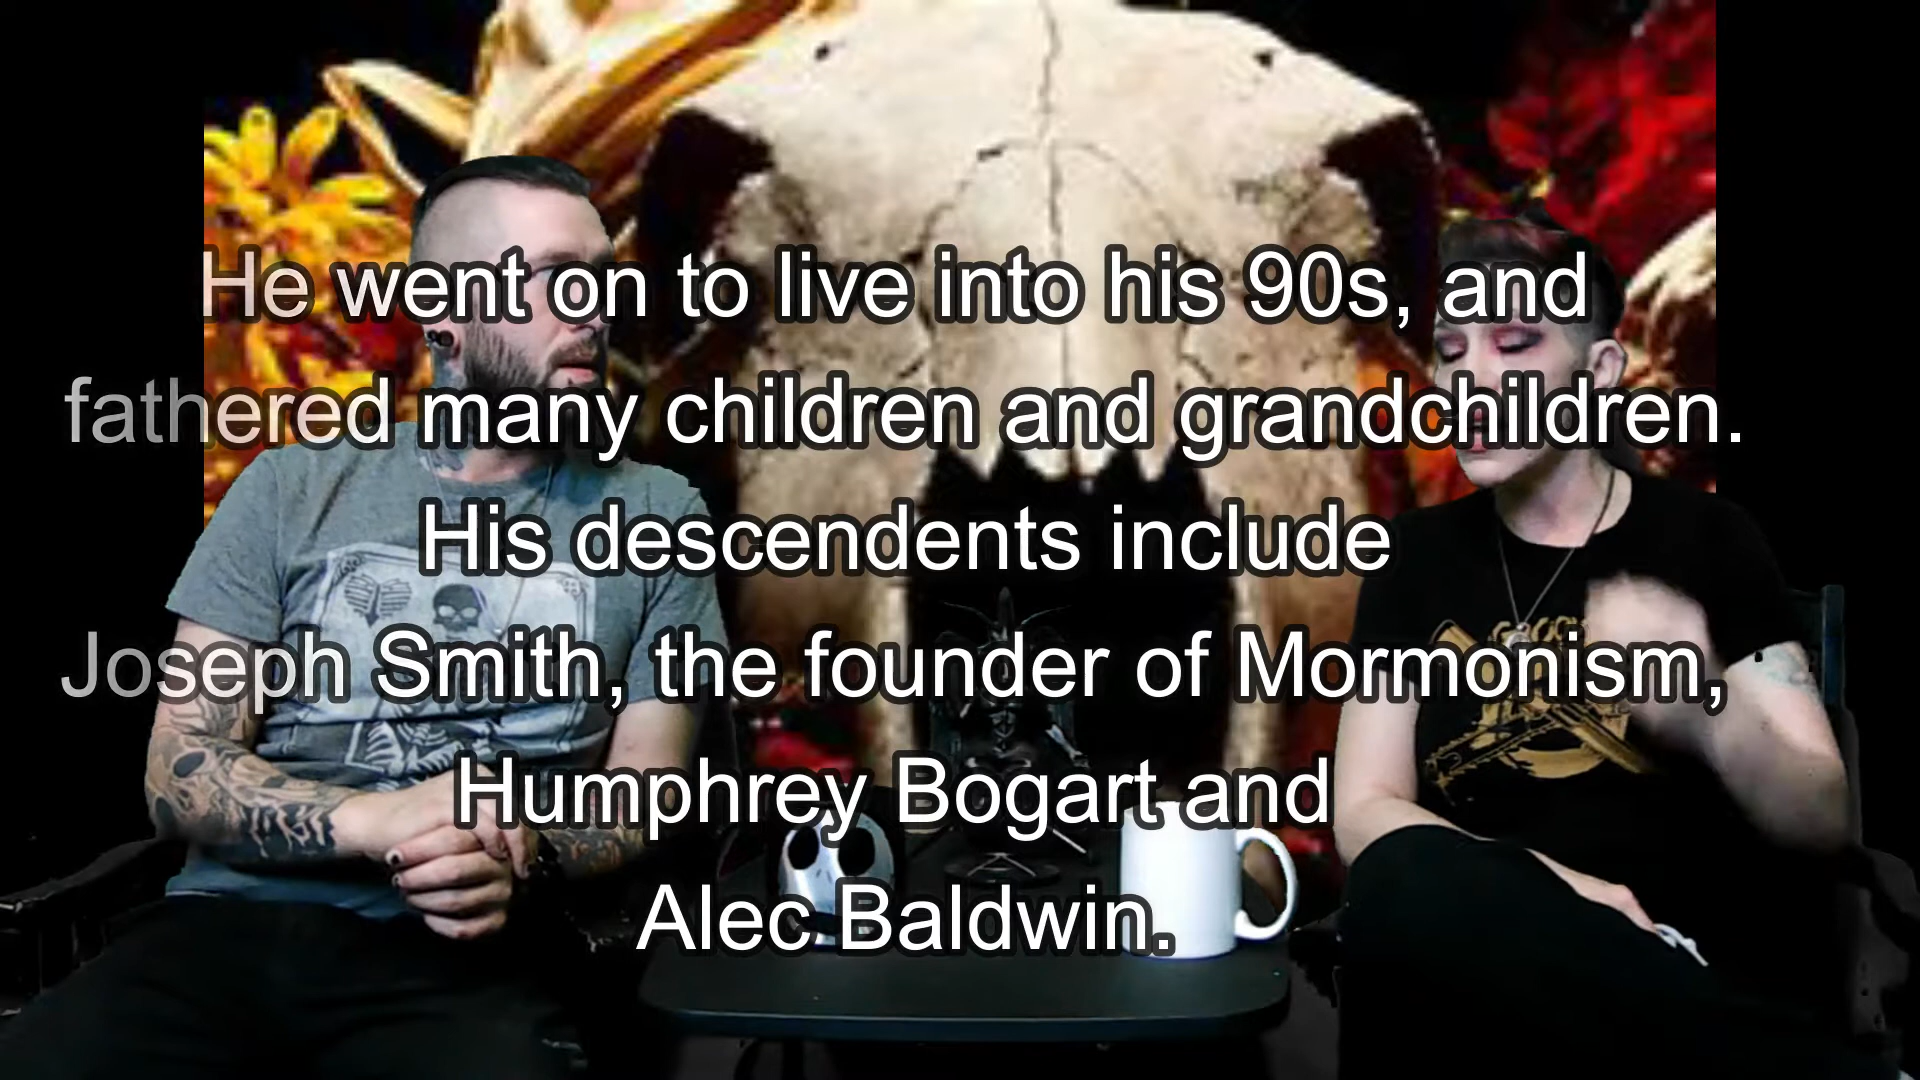 He went on to live into his 90s, and
fathered many children and grandchildren.
His descendents include
Joseph Smith, the founder of Mormonism,
Humphrey Bogart and
Alec Baldwin.